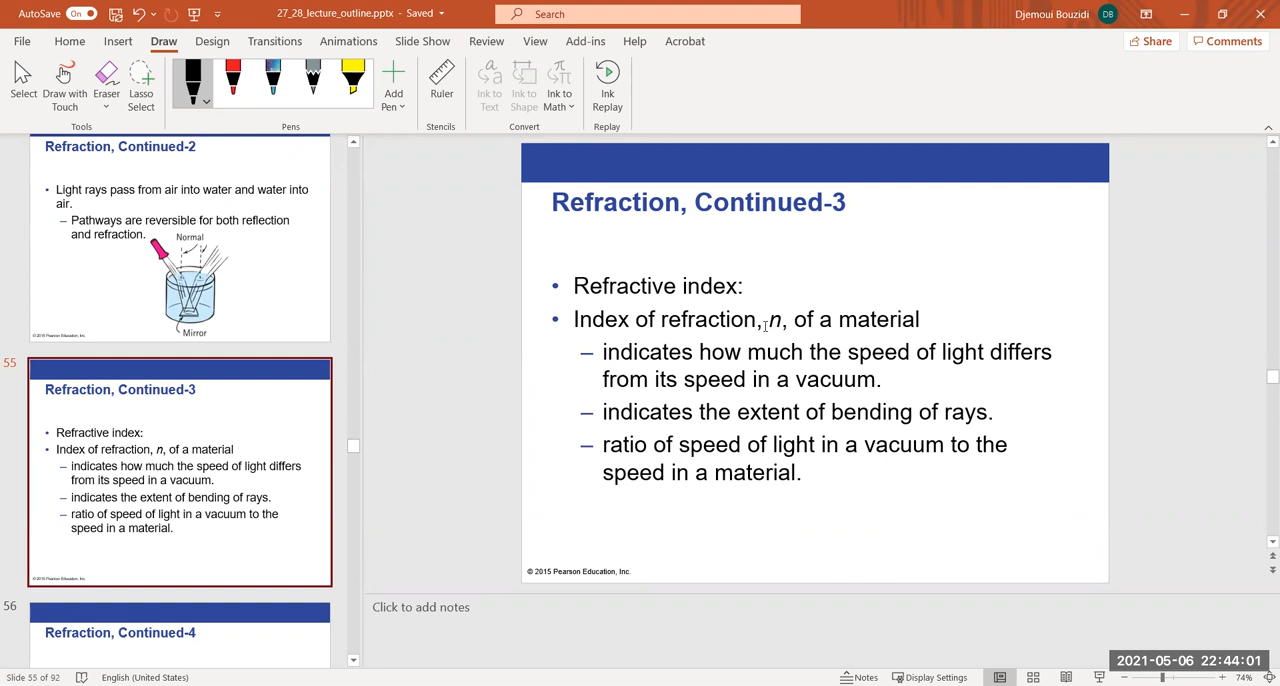 AutoSave On 27_28_lecture_outline.pptx - Saved Search Djemoui Bouzidi DB
File Home Insert Draw Design Transitions Animations Slide Show Review View Add-ins Help Acrobat Share Comments
Select Draw with Touch Eraser Lasso Select Add Pen Ruler Ink to Text Ink to Shape Ink to Math Ink Replay
Tools Pens Stencils Convert Replay
Refraction, Continued-2
• Light rays pass from air into water and water into
air.
– Pathways are reversible for both reflection
and refraction.
Normal
Mirror
© 2015 Pearson Education, Inc.
55
Refraction, Continued-3
• Refractive index:
• Index of refraction, n, of a material
– indicates how much the speed of light differs
from its speed in a vacuum.
– indicates the extent of bending of rays.
– ratio of speed of light in a vacuum to the
speed in a material.
© 2015 Pearson Education, Inc.
56
Refraction, Continued-4
Refraction, Continued-3
• Refractive index:
• Index of refraction, n, of a material
– indicates how much the speed of light differs
from its speed in a vacuum.
– indicates the extent of bending of rays.
– ratio of speed of light in a vacuum to the
speed in a material.
© 2015 Pearson Education, Inc.
Click to add notes
2021-05-06 22:44:01
Slide 55 of 92 English (United States) Notes Display Settings 74%